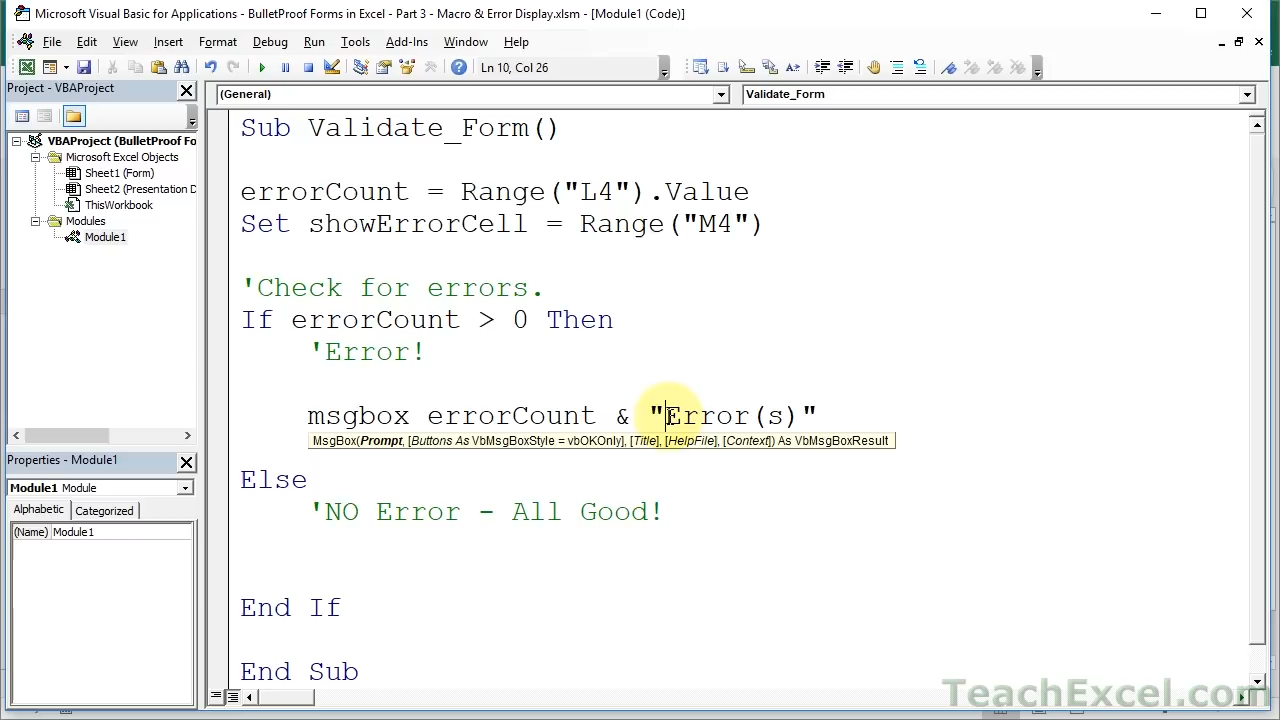 Microsoft Visual Basic for Applications - BulletProof Forms in Excel - Part 3 - Macro & Error Display.xlsm - [Module1 (Code)]
File Edit View Insert Format Debug Run Tools Add-Ins Window Help
Ln 10, Col 26
Project - VBAProject
(General) Validate_Form
VBAProject (BulletProof Fo
Microsoft Excel Objects
Sheet1 (Form)
Sheet2 (Presentation D
ThisWorkbook
Modules
Module1
Properties - Module1
Module1 Module
Alphabetic Categorized
(Name) Module1
Sub Validate_Form()
errorCount = Range("L4").Value
Set showErrorCell = Range("M4")
'Check for errors.
If errorCount > 0 Then
'Error!
msgbox errorCount & "Error(s)"
MsgBox(Prompt, [Buttons As VbMsgBoxStyle = vbOKOnly], [Title], [HelpFile], [Context]) As VbMsgBoxResult
Else
'NO Error - All Good!
End If
End Sub
TeachExcel.com